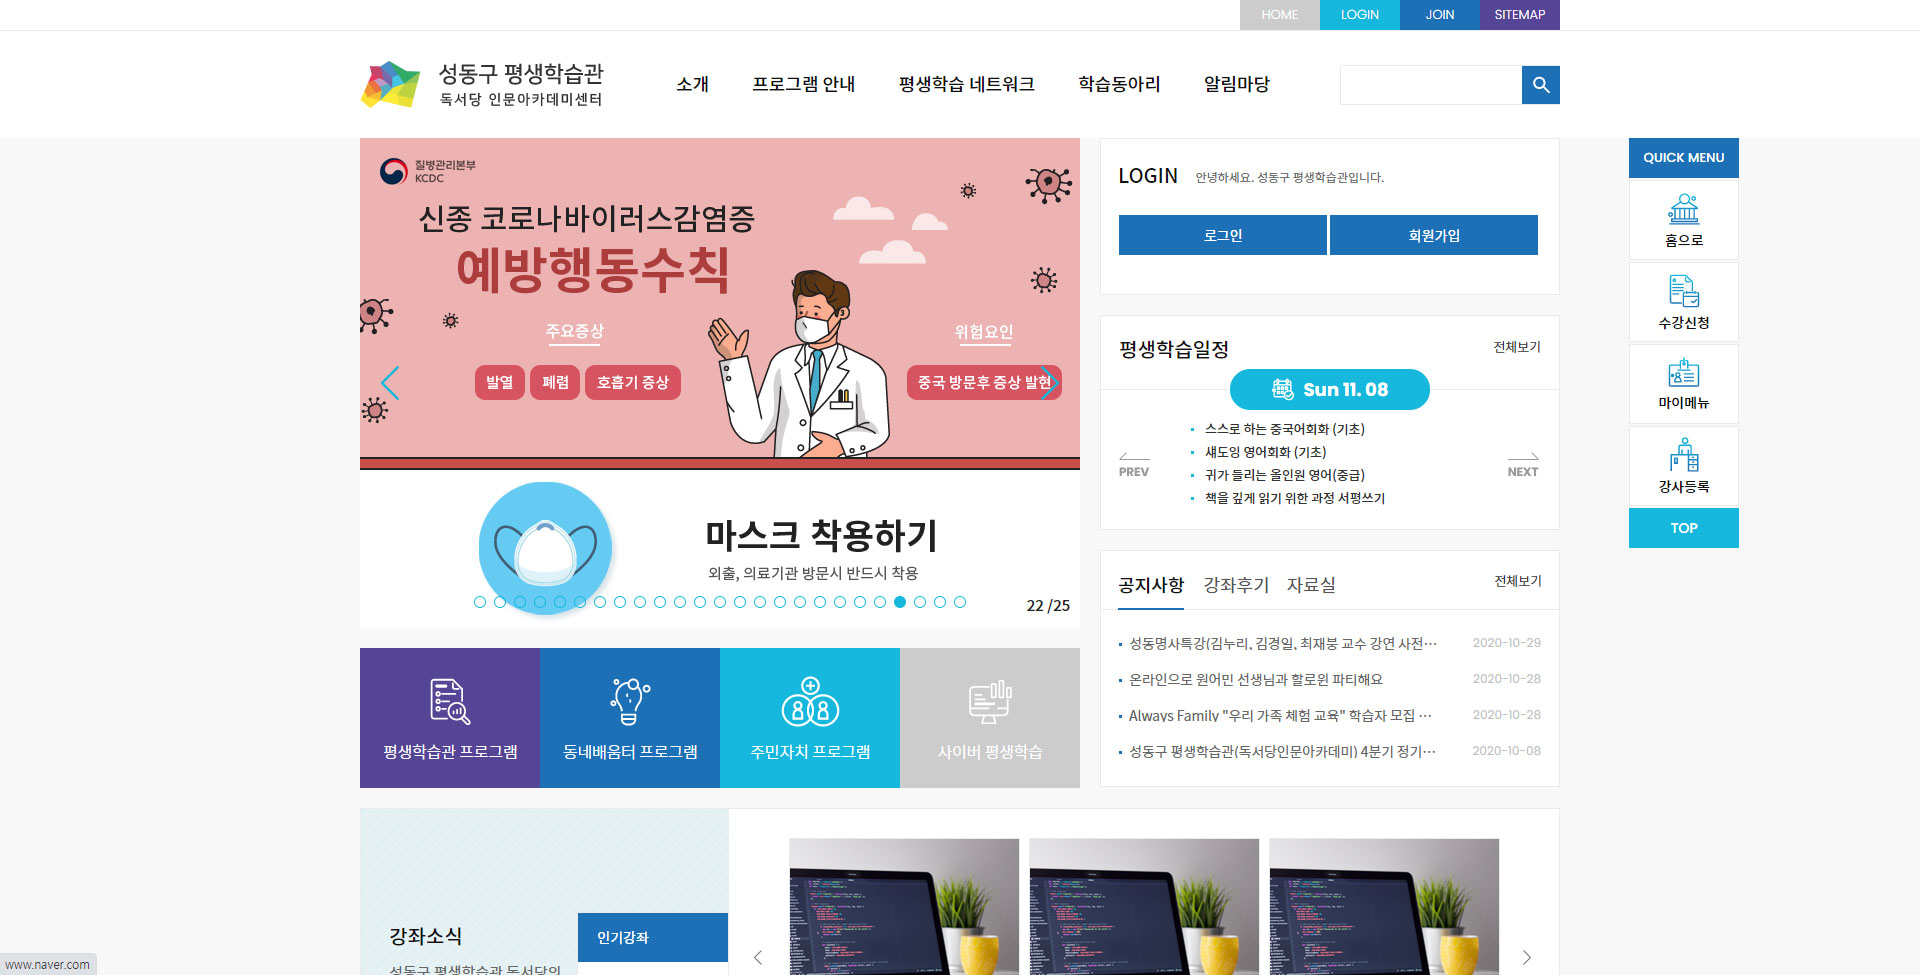 HOME LOGIN JOIN SITEMAP
성동구 평생학습관
독서당 인문아카데미센터
소개 프로그램 안내 평생학습 네트워크 학습동아리 알림마당
질병관리본부
KCDC
신종 코로나바이러스감염증
예방행동수칙
주요증상
발열 폐렴 호흡기 증상
위험요인
중국 방문후 증상 발현
마스크 착용하기
외출, 의료기관 방문시 반드시 착용
22 /25
LOGIN 안녕하세요. 성동구 평생학습관입니다.
로그인 회원가입
평생학습일정 전체보기
Sun 11. 08
스스로 하는 중국어회화 (기초)
섀도잉 영어회화 (기초)
귀가 들리는 올인원 영어(중급)
책을 깊게 읽기 위한 과정 서평쓰기
PREV
NEXT
공지사항 강좌후기 자료실 전체보기
성동명사특강(김누리, 김경일, 최재붕 교수 강연 사전⋯ 2020-10-29
온라인으로 원어민 선생님과 할로윈 파티해요 2020-10-28
Always Family "우리 가족 체험 교육" 학습자 모집 ⋯ 2020-10-28
성동구 평생학습관(독서당인문아카데미) 4분기 정기⋯ 2020-10-08
QUICK MENU
홈으로
수강신청
마이메뉴
강사등록
TOP
평생학습관 프로그램 동네배움터 프로그램 주민자치 프로그램 사이버 평생학습
강좌소식
인기강좌
성동구 평생학습관 독서당의
www.naver.com